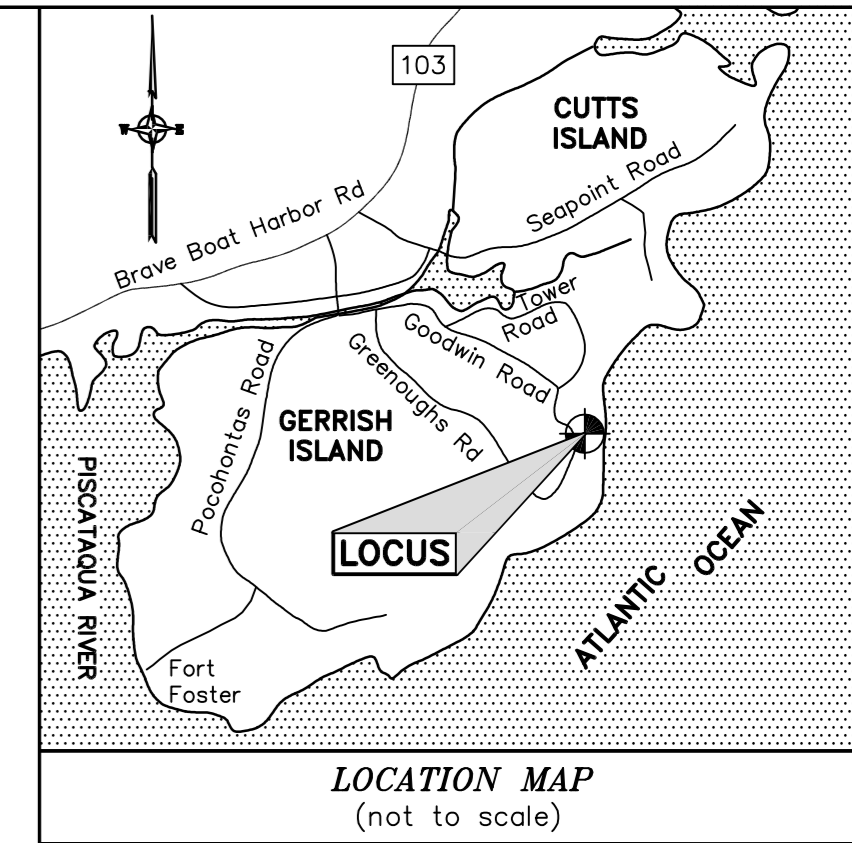 103
CUTTS
ISLAND
W E
Seapoint Road
Brave Boat Harbor Rd
Tower
Road
Goodwin Road
Greenoughs Rd
Pocohontas Road
GERRISH
ISLAND
PISCATAQUA RIVER
LOCUS
ATLANTIC OCEAN
Fort
Foster
LOCATION MAP
(not to scale)